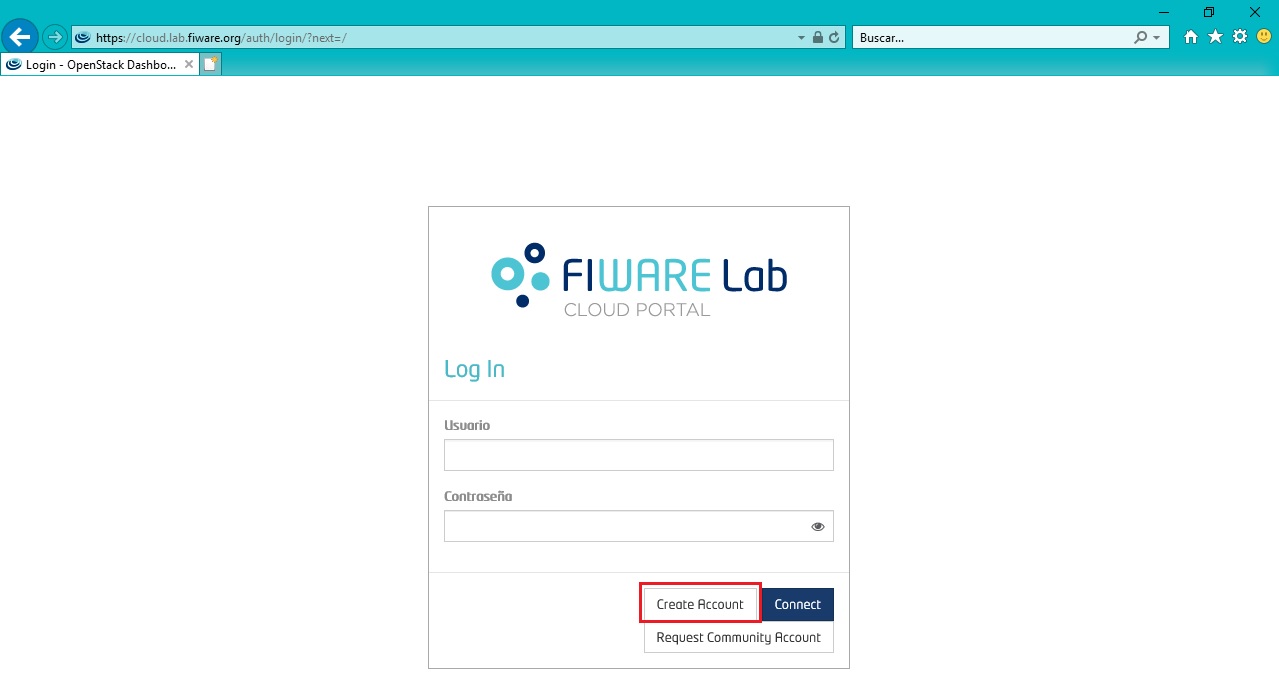 https://cloud.lab.fiware.org/auth/login/?next=/
Buscar...
Login - OpenStack Dashbo...
FIWARE Lab
CLOUD PORTAL
Log In
Usuario
Contraseña
Create Account
Connect
Request Community Account